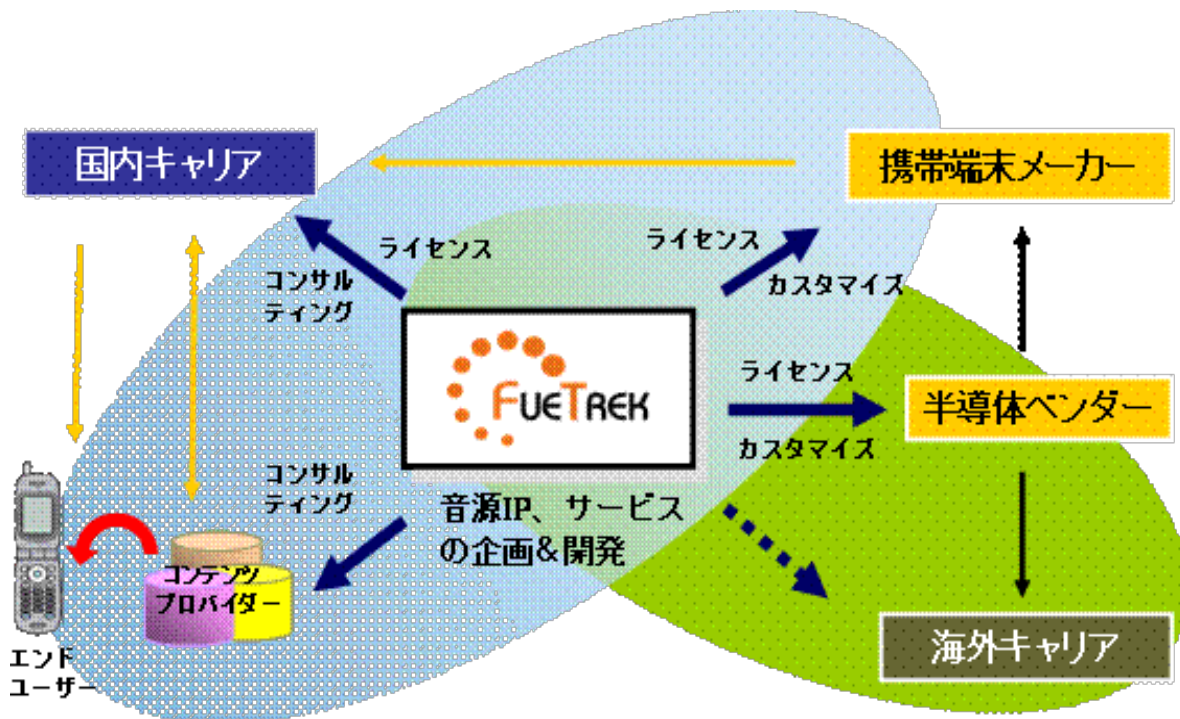 国内キャリア
携帯端末メーカー
ライセンス
コンサル
ティング
ライセンス
カスタマイズ
FUETREK
ライセンス
カスタマイズ
半導体ベンダー
コンサル
ティング
音源IP、サービス
の企画&開発
コンテンツ
プロバイダー
エンド
ユーザー
海外キャリア